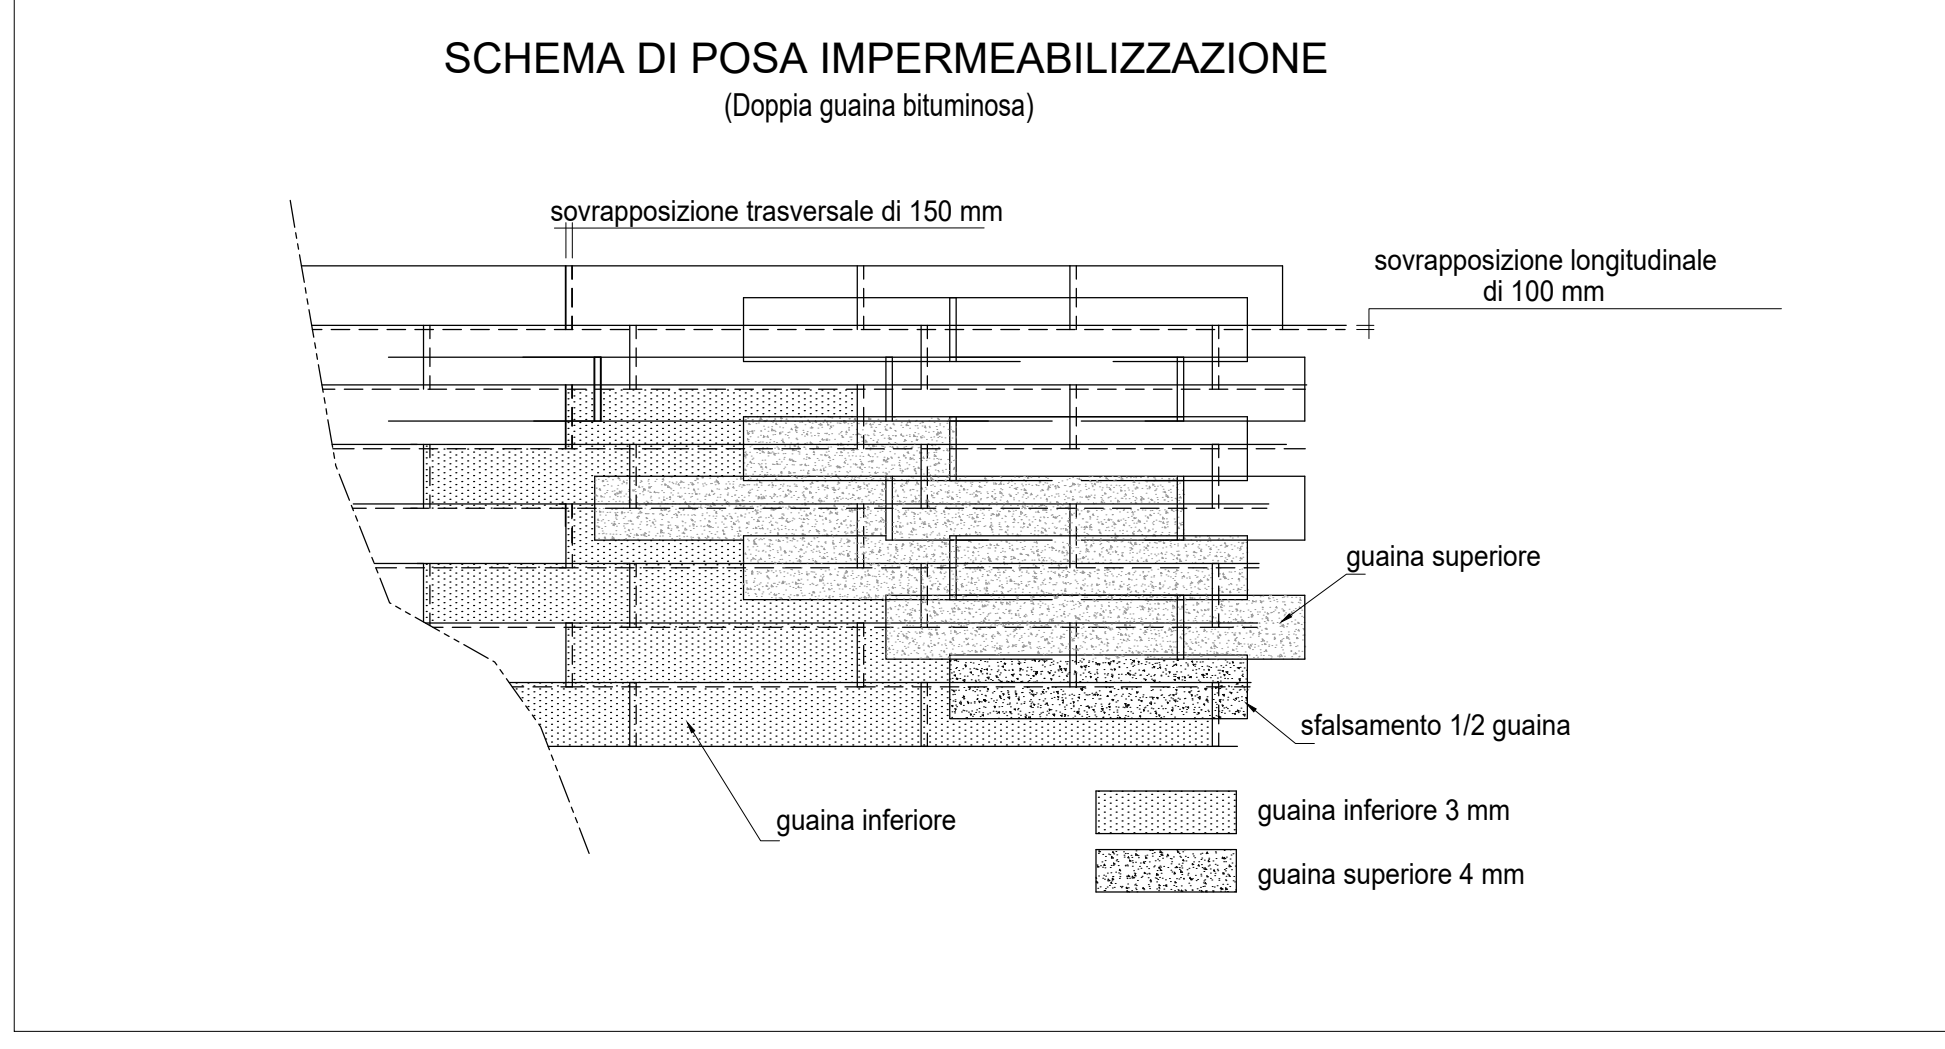 SCHEMA DI POSA IMPERMEABILIZZAZIONE
(Doppia guaina bituminosa)
sovrapposizione trasversale di 150 mm
sovrapposizione longitudinale
di 100 mm
guaina superiore
sfalsamento 1/2 guaina
guaina inferiore
guaina inferiore 3 mm
guaina superiore 4 mm